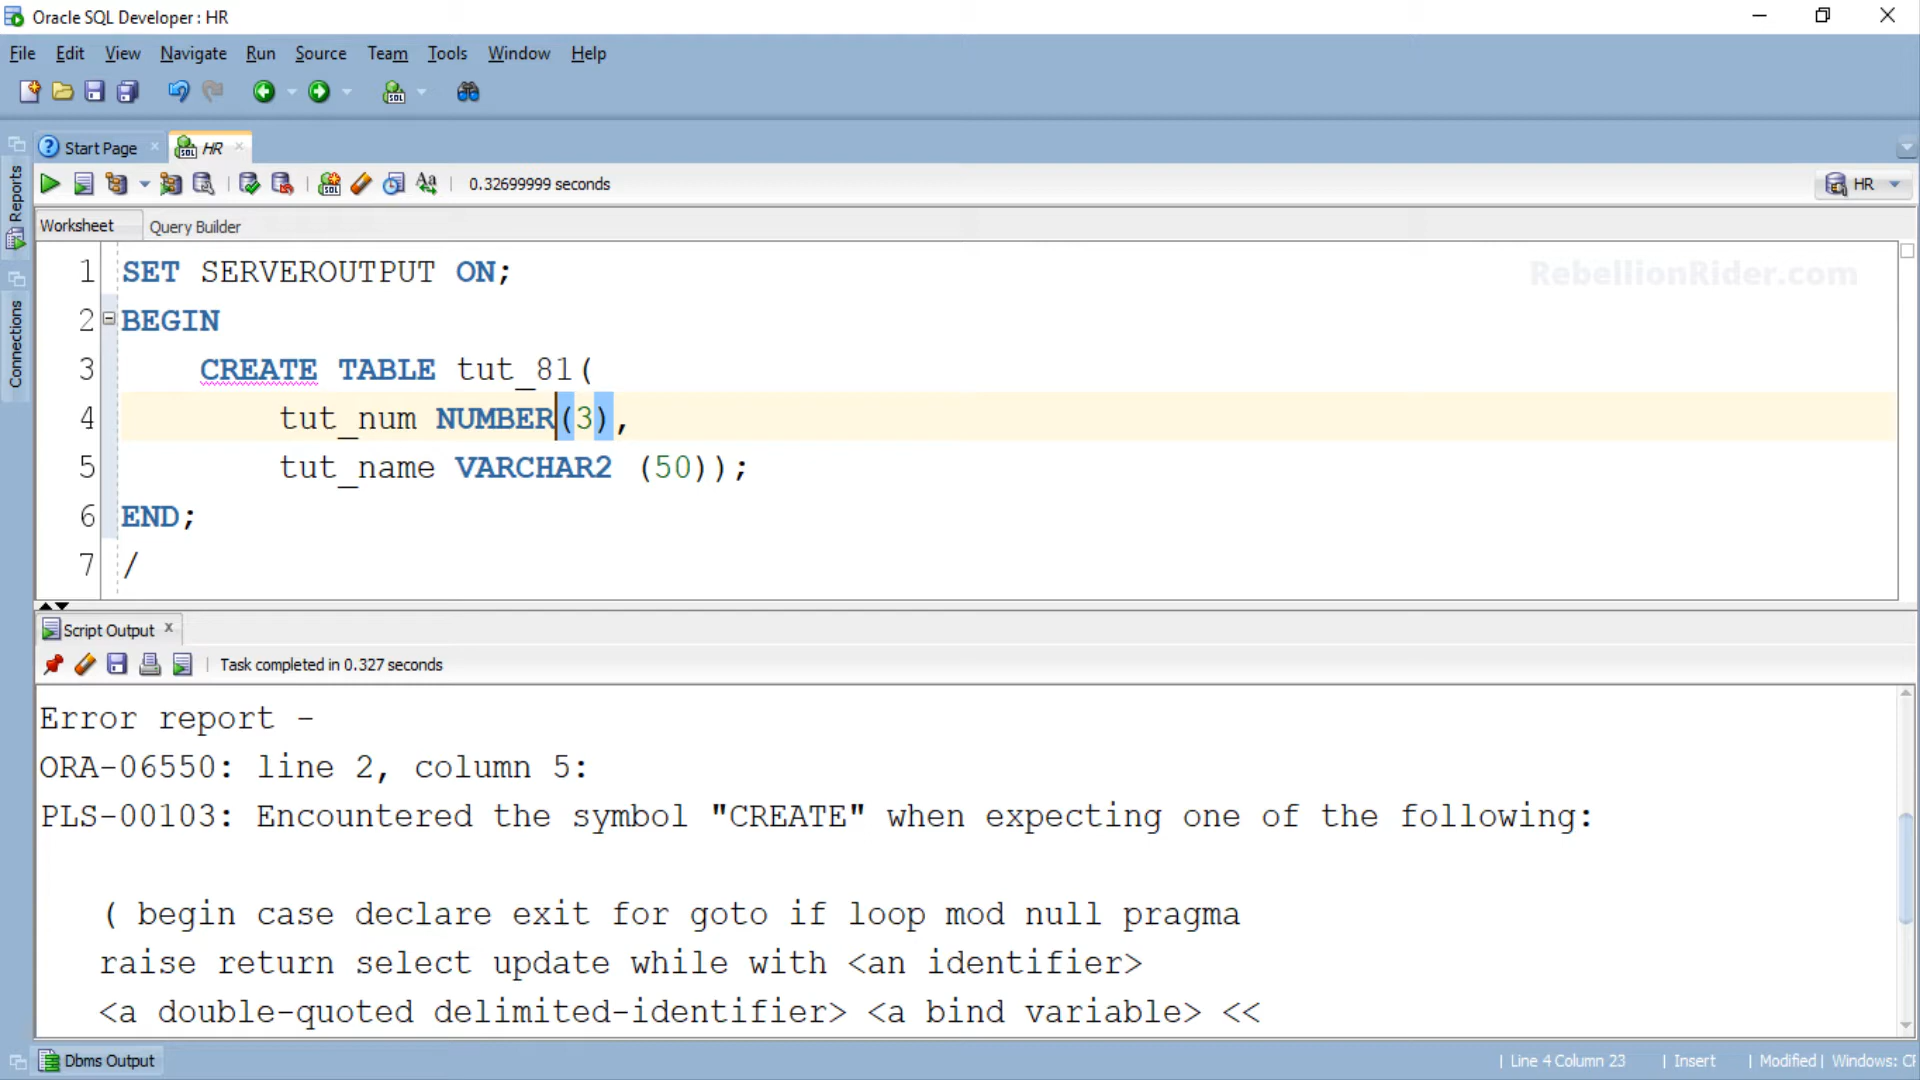 Oracle SQL Developer : HR
File Edit View Navigate Run Source Team Tools Window Help
Start Page HR
0.32699999 seconds
HR
Reports
Connections
Worksheet Query Builder
RebellionRider.com
1 SET SERVEROUTPUT ON;
2 BEGIN
3 CREATE TABLE tut_81(
4 tut_num NUMBER(3),
5 tut_name VARCHAR2 (50));
6 END;
7 /
Script Output
Task completed in 0.327 seconds
Error report -
ORA-06550: line 2, column 5:
PLS-00103: Encountered the symbol "CREATE" when expecting one of the following:
( begin case declare exit for goto if loop mod null pragma
raise return select update while with <an identifier>
<a double-quoted delimited-identifier> <a bind variable> <<
Dbms Output
Line 4 Column 23 | Insert | Modified | Windows: C